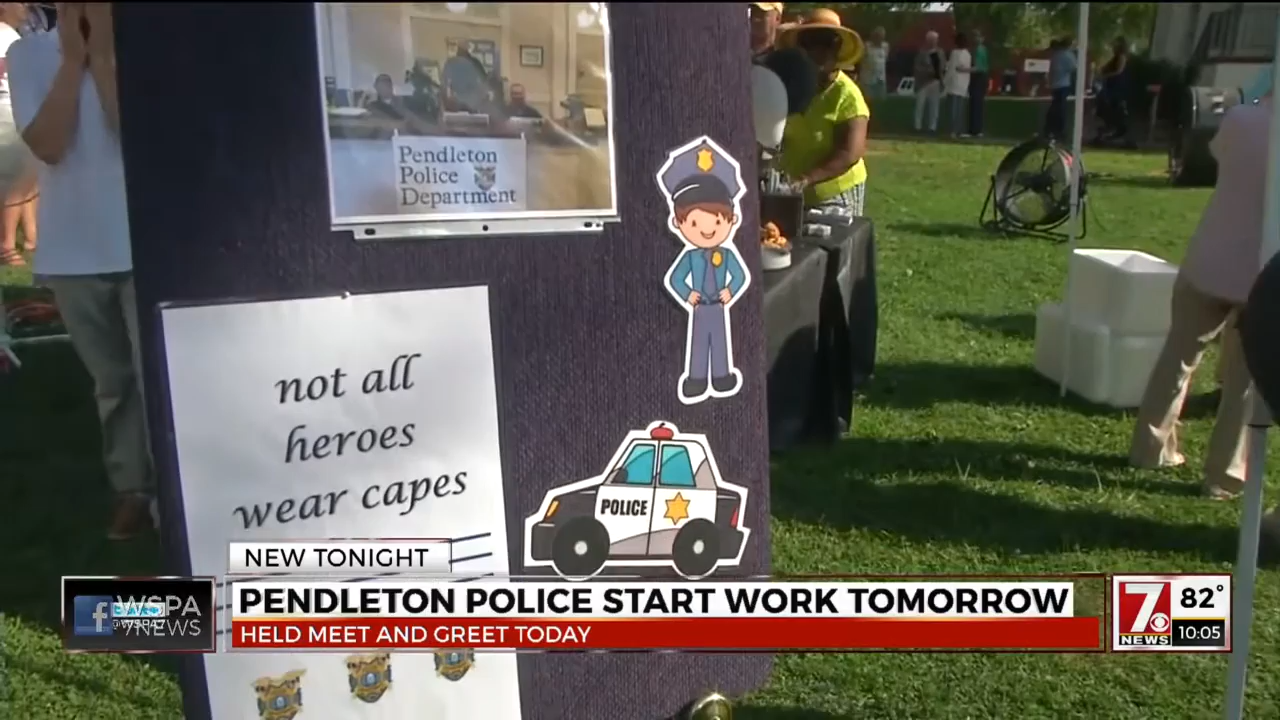 Pendleton
Police
Department
not all
heroes
wear capes
POLICE
NEW TONIGHT
PENDLETON POLICE START WORK TOMORROW
HELD MEET AND GREET TODAY
f
WSPA
7NEWS
7
NEWS
82°
10:05